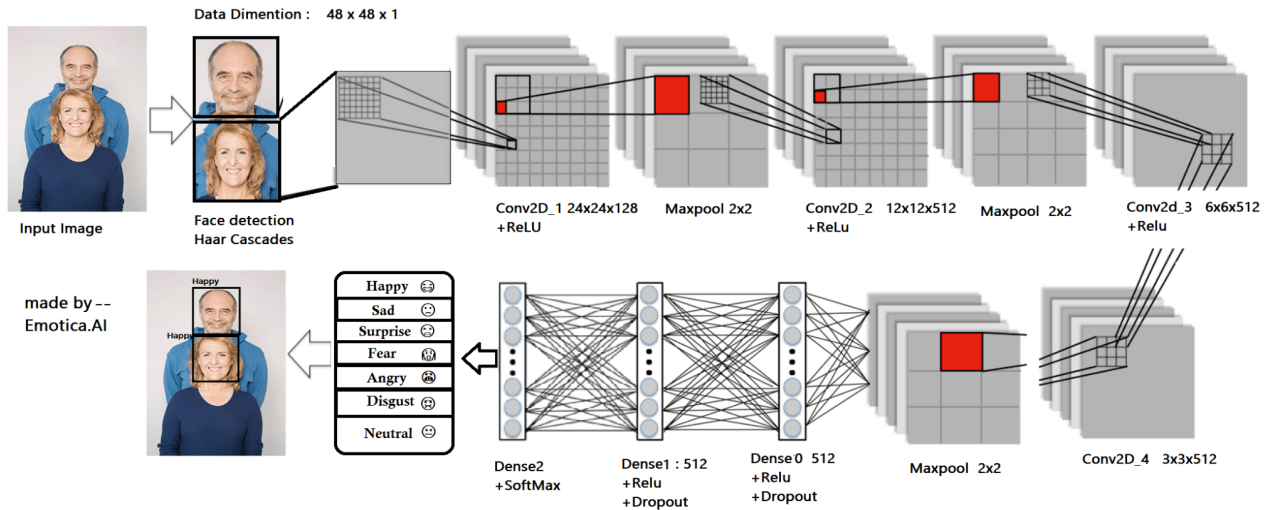 Data Dimention :   48 x 48 x 1
Input Image
Face detection
Haar Cascades
Conv2D_1 24x24x128
+ReLU
Maxpool 2x2
Conv2D_2   12x12x512
+ReLu
Maxpool 2x2
Conv2d_3   6x6x512
+Relu
made by --
Emotica.AI
Happy
Happy
Happy
Sad
Surprise
Fear
Angry
Disgust
Neutral
Dense2
+SoftMax
Dense1 : 512
+Relu
+Dropout
Dense0 512
+Relu
+Dropout
Maxpool 2x2
Conv2D_4   3x3x512